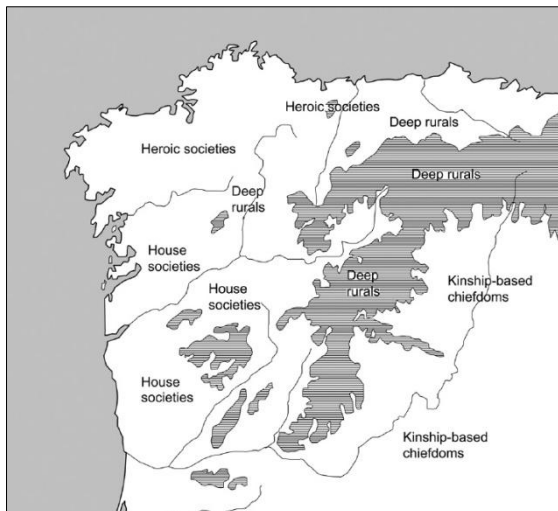 Heroic societies
Deep rurals
Heroic societies
Deep rurals
Deep
rurals
House
societies
House
societies
Deep
rurals
Kinship-based
chiefdoms
House
societies
Kinship-based
chiefdoms